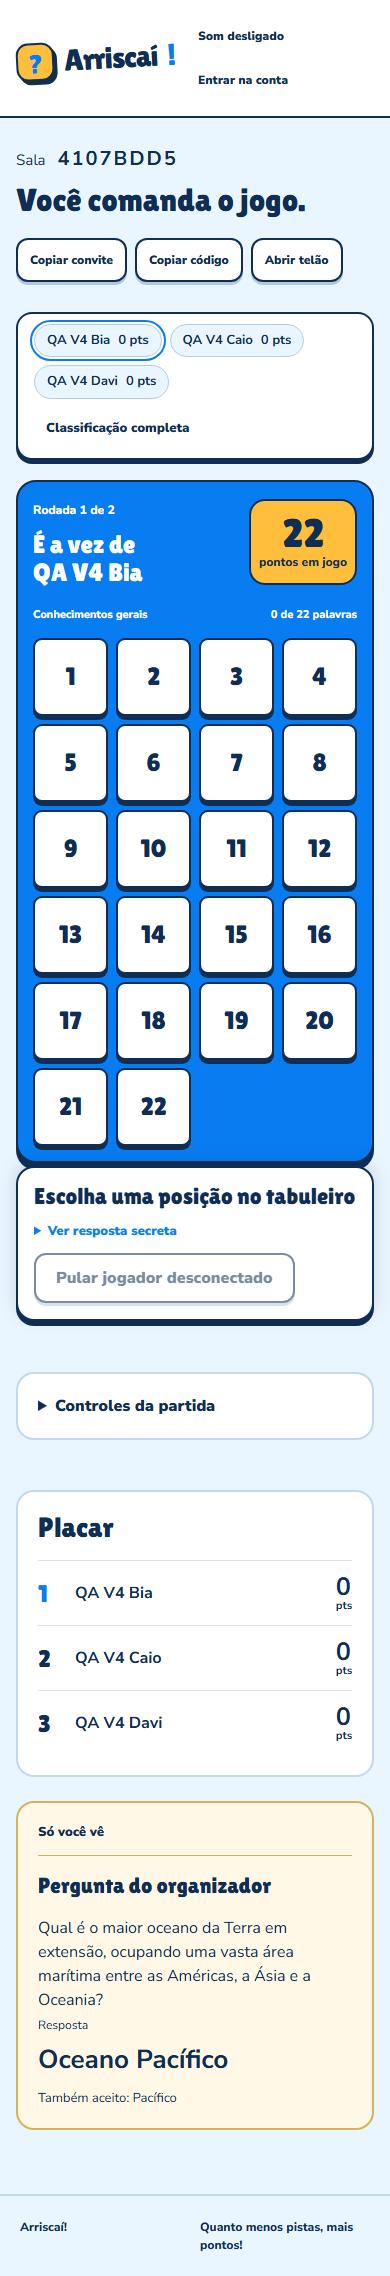 ? Arriscaí !
Som desligado
Entrar na conta
Sala 4107BDD5
Você comanda o jogo.
Copiar convite Copiar código Abrir telão
QA V4 Bia 0 pts QA V4 Caio 0 pts
QA V4 Davi 0 pts
Classificação completa
Rodada 1 de 2
É a vez de
QA V4 Bia
22
pontos em jogo
Conhecimentos gerais 0 de 22 palavras
1 2 3 4
5 6 7 8
9 10 11 12
13 14 15 16
17 18 19 20
21 22
Escolha uma posição no tabuleiro
Ver resposta secreta
Pular jogador desconectado
Controles da partida
Placar
1 QA V4 Bia 0 pts
2 QA V4 Caio 0 pts
3 QA V4 Davi 0 pts
Só você vê
Pergunta do organizador
Qual é o maior oceano da Terra em
extensão, ocupando uma vasta área
marítima entre as Américas, a Ásia e a
Oceania?
Resposta
Oceano Pacífico
Também aceito: Pacífico
Arriscaí!
Quanto menos pistas, mais
pontos!